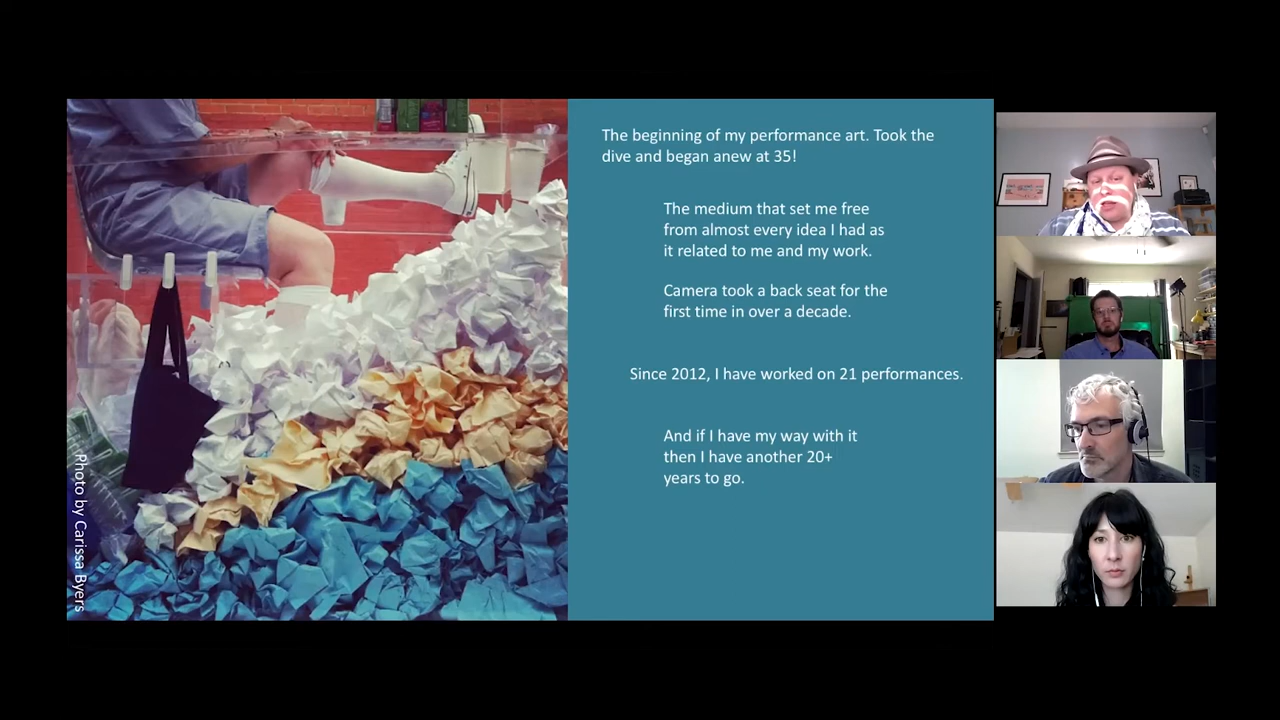 The beginning of my performance art. Took the
dive and began anew at 35!
The medium that set me free
from almost every idea I had as
it related to me and my work.
Camera took a back seat for the
first time in over a decade.
Since 2012, I have worked on 21 performances.
And if I have my way with it
then I have another 20+
years to go.
Photo by Carissa Byers